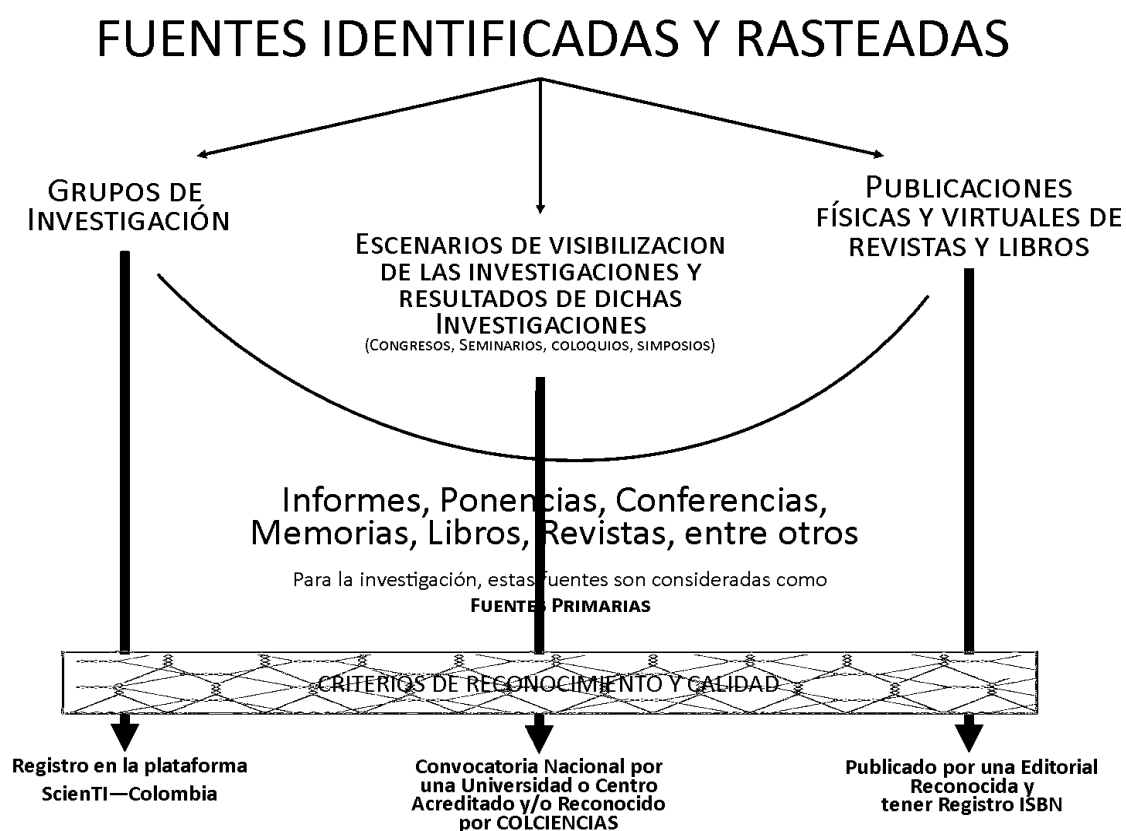 FUENTES IDENTIFICADAS Y RASTEADAS
GRUPOS DE
INVESTIGACIÓN
ESCENARIOS DE VISIBILIZACION
DE LAS INVESTIGACIONES Y
RESULTADOS DE DICHAS
INVESTIGACIONES
(CONGRESOS, SEMINARIOS, COLOQUIOS, SIMPOSIOS)
PUBLICACIONES
FÍSICAS Y VIRTUALES DE
REVISTAS Y LIBROS
Informes, Ponencias, Conferencias,
Memorias, Libros, Revistas, entre otros
Para la investigación, estas fuentes son consideradas como
FUENTES PRIMARIAS
CRITERIOS DE RECONOCIMIENTO Y CALIDAD
Registro en la plataforma
ScienTI—Colombia
Convocatoria Nacional por
una Universidad o Centro
Acreditado y/o Reconocido
por COLCIENCIAS
Publicado por una Editorial
Reconocida y
tener Registro ISBN